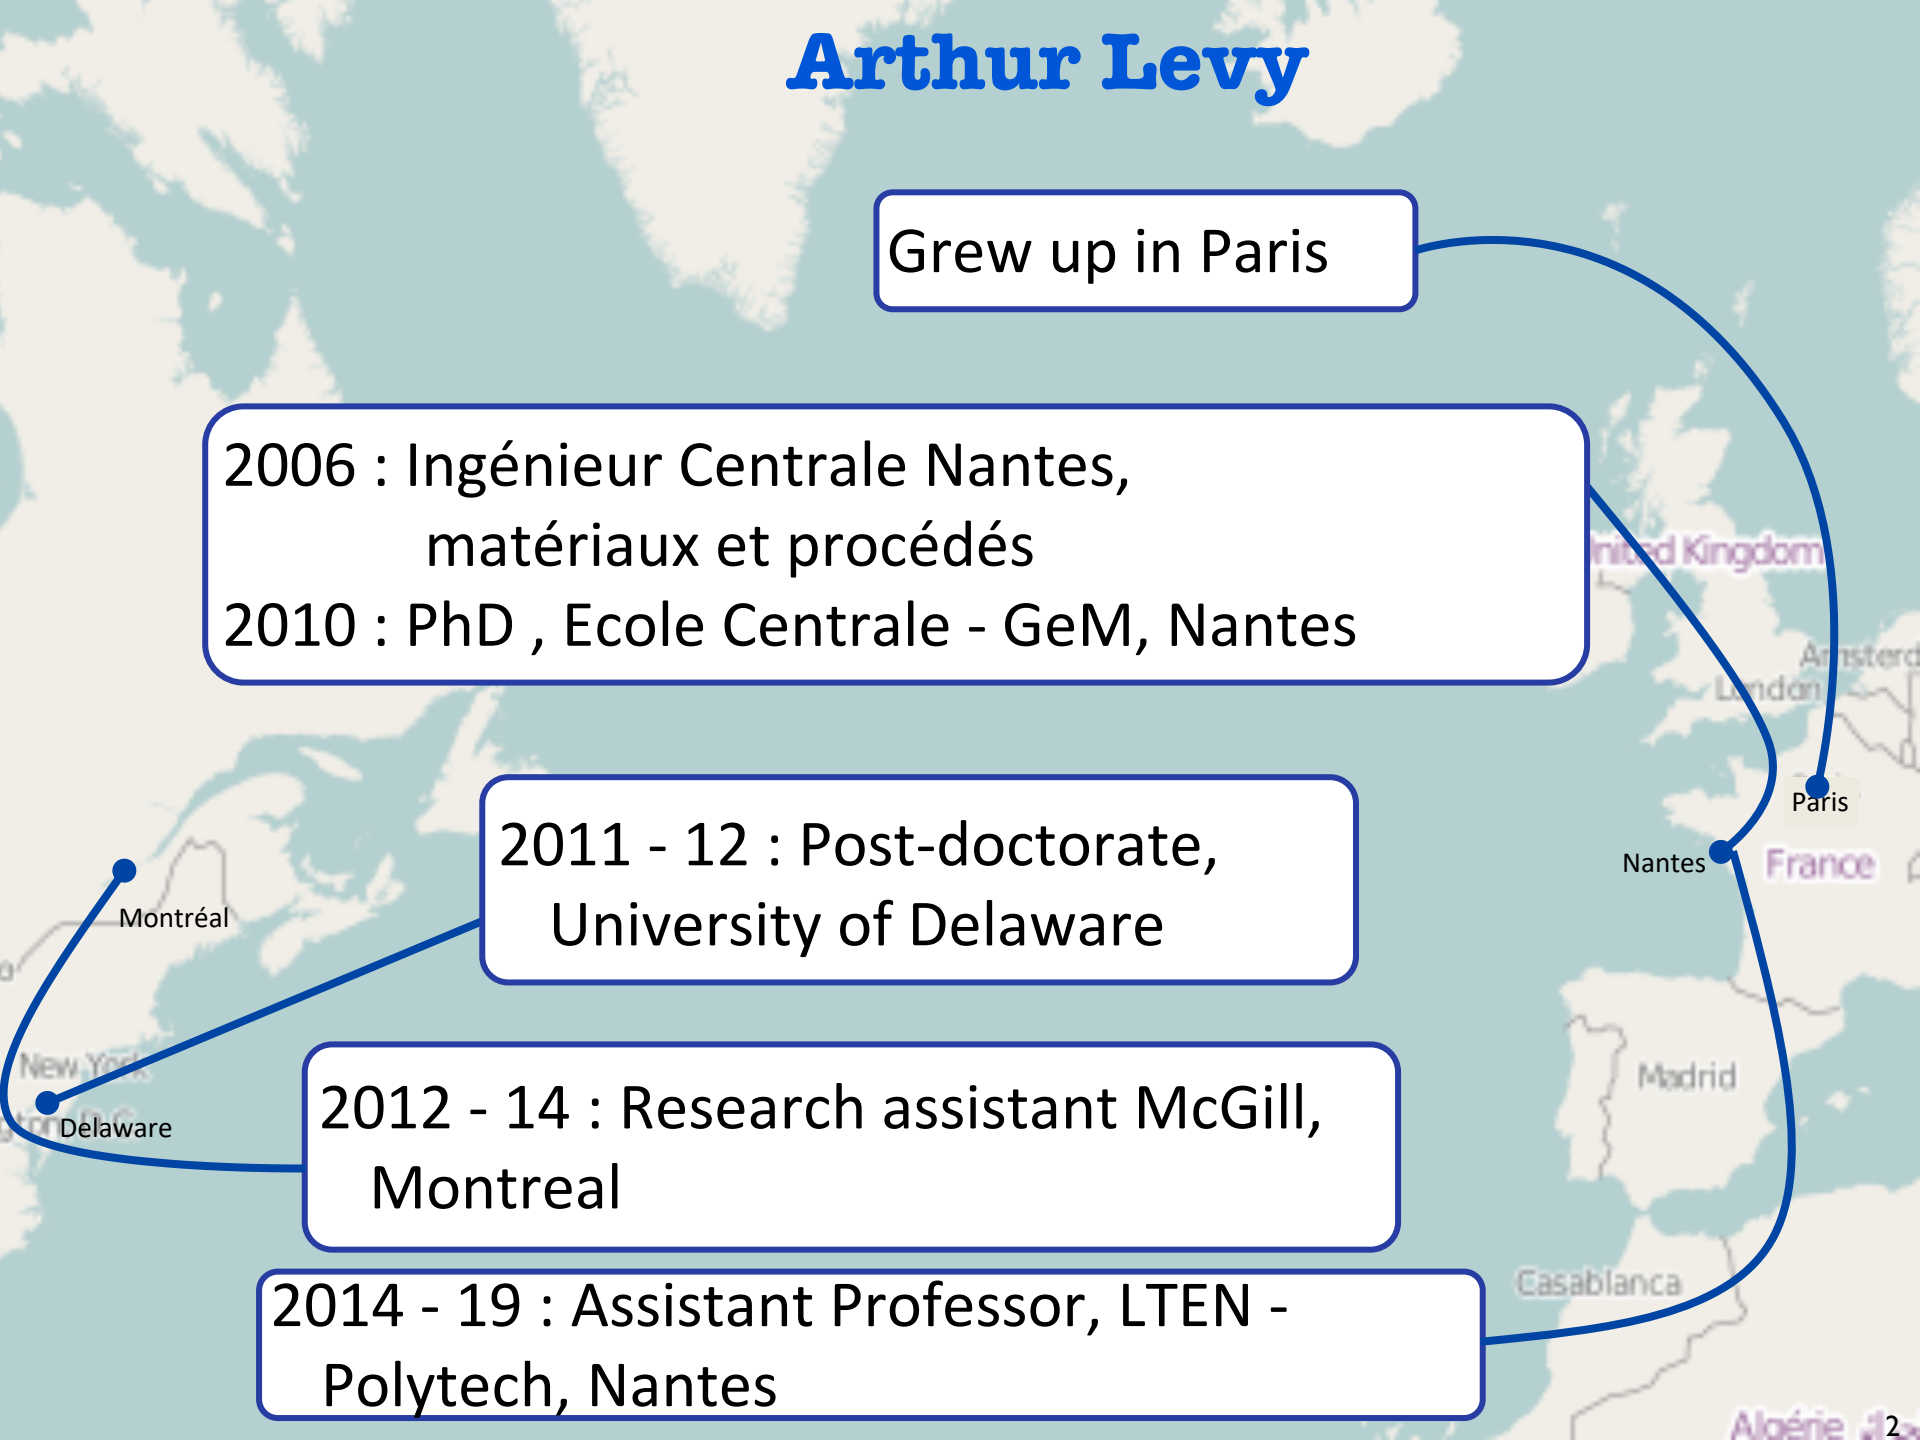 Arthur Levy
Grew up in Paris
2006 : Ingénieur Centrale Nantes,
matériaux et procédés
2010 : PhD , Ecole Centrale - GeM, Nantes
United Kingdom
London
Paris
Nantes
France
2011 - 12 : Post-doctorate,
University of Delaware
Montréal
New York
Delaware
Madrid
2012 - 14 : Research assistant McGill,
Montreal
Casablanca
2014 - 19 : Assistant Professor, LTEN -
Polytech, Nantes
Algérie
2